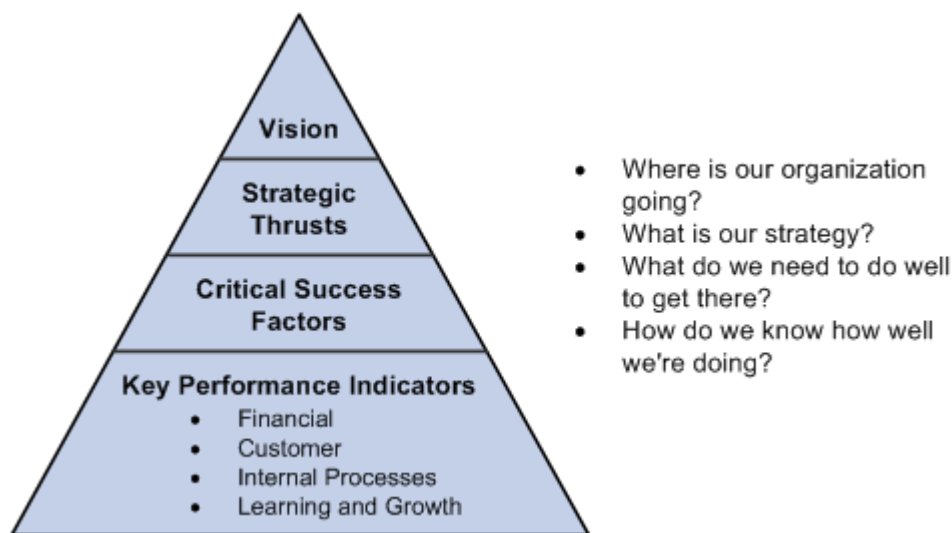 Vision
Strategic
Thrusts
Critical Success
Factors
Key Performance Indicators
• Financial
• Customer
• Internal Processes
• Learning and Growth
• Where is our organization
going?
• What is our strategy?
• What do we need to do well
to get there?
• How do we know how well
we're doing?